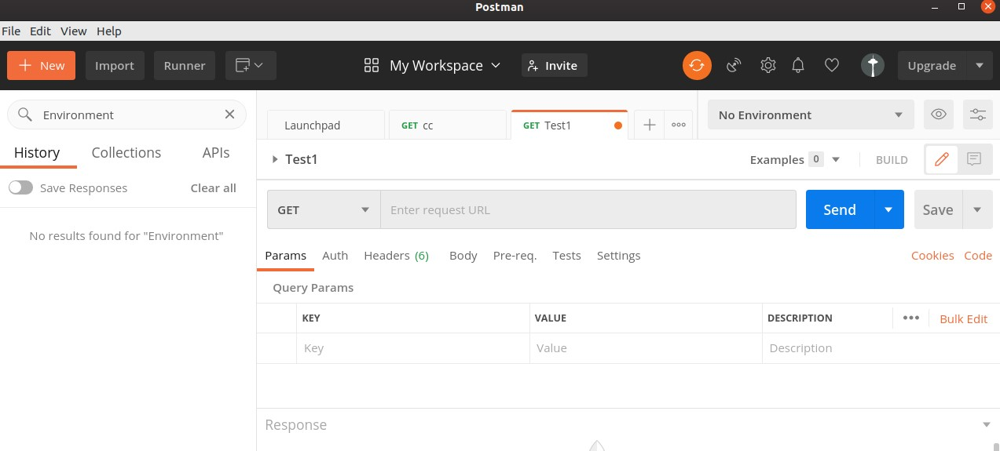 Postman
File Edit View Help
New Import Runner My Workspace Invite Upgrade
Environment
Launchpad GET cc GET Test1 No Environment
History Collections APIs
Test1 Examples 0 BUILD
Save Responses Clear all
GET Enter request URL Send Save
No results found for "Environment"
Params Auth Headers (6) Body Pre-req. Tests Settings Cookies Code
Query Params
KEY VALUE DESCRIPTION Bulk Edit
Key Value Description
Response